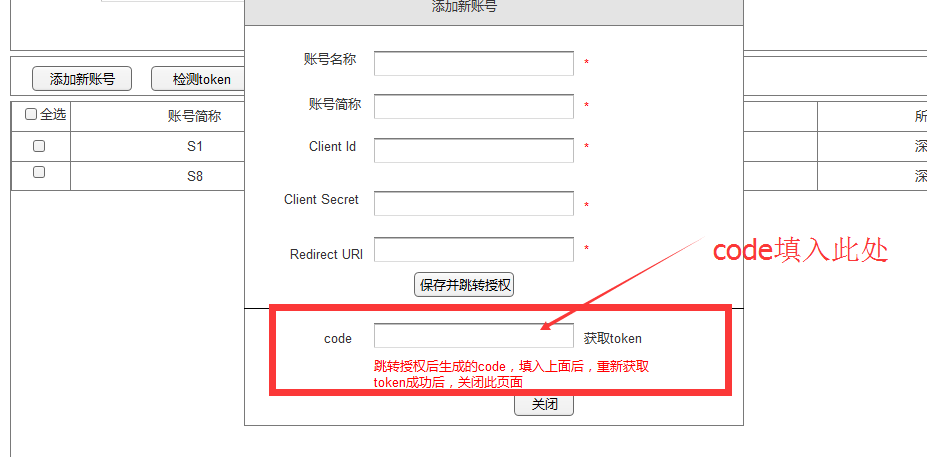 添加新账号
账号名称 *
添加新账号 检测token
账号简称 *
全选 账号简称 所
Client Id *
S1 深
S8 深
Client Secret *
Redirect URI *
code填入此处
保存并跳转授权
code 获取token
跳转授权后生成的code，填入上面后，重新获取
token成功后，关闭此页面
关闭